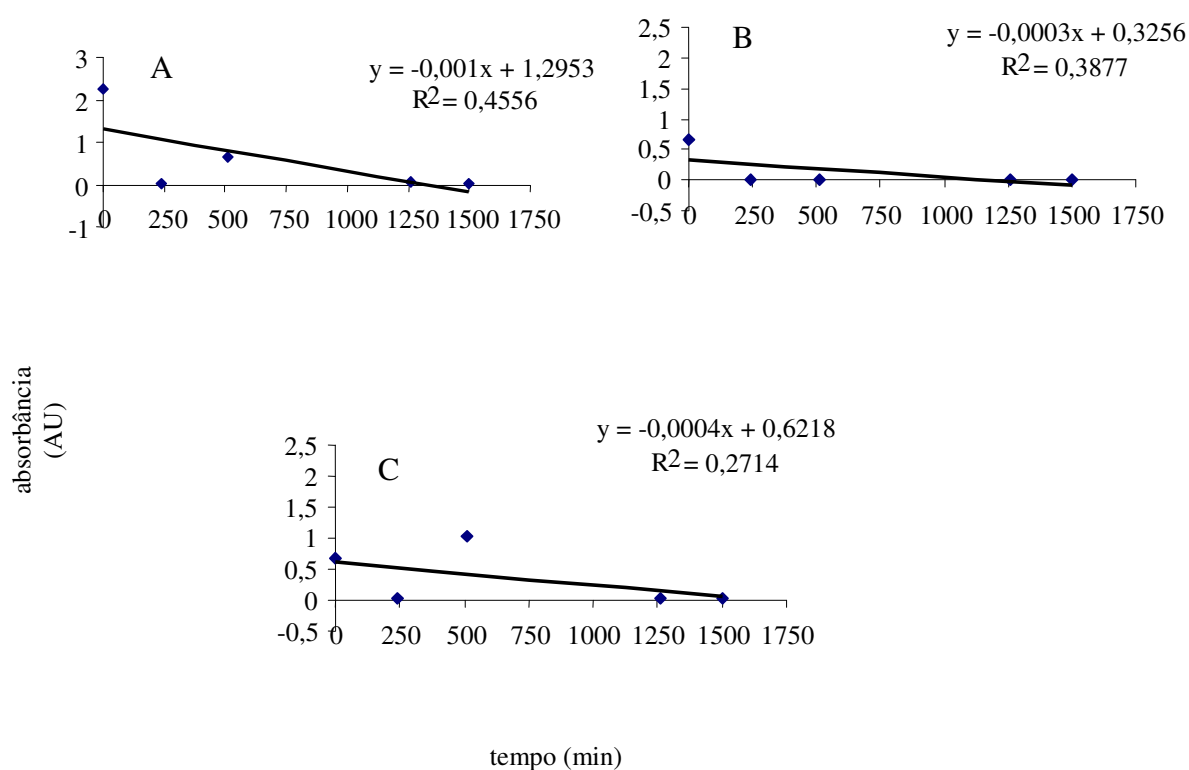 A
y = -0,001x + 1,2953
R2 = 0,4556
3
2
1
0
-1
0 250 500 750 1000 1250 1500 1750
B
y = -0,0003x + 0,3256
R2 = 0,3877
2,5
2
1,5
1
0,5
0
-0,5
0 250 500 750 1000 1250 1500 1750
absorbância
(AU)
C
y = -0,0004x + 0,6218
R2 = 0,2714
2,5
2
1,5
1
0,5
0
-0,5
0 250 500 750 1000 1250 1500 1750
tempo (min)